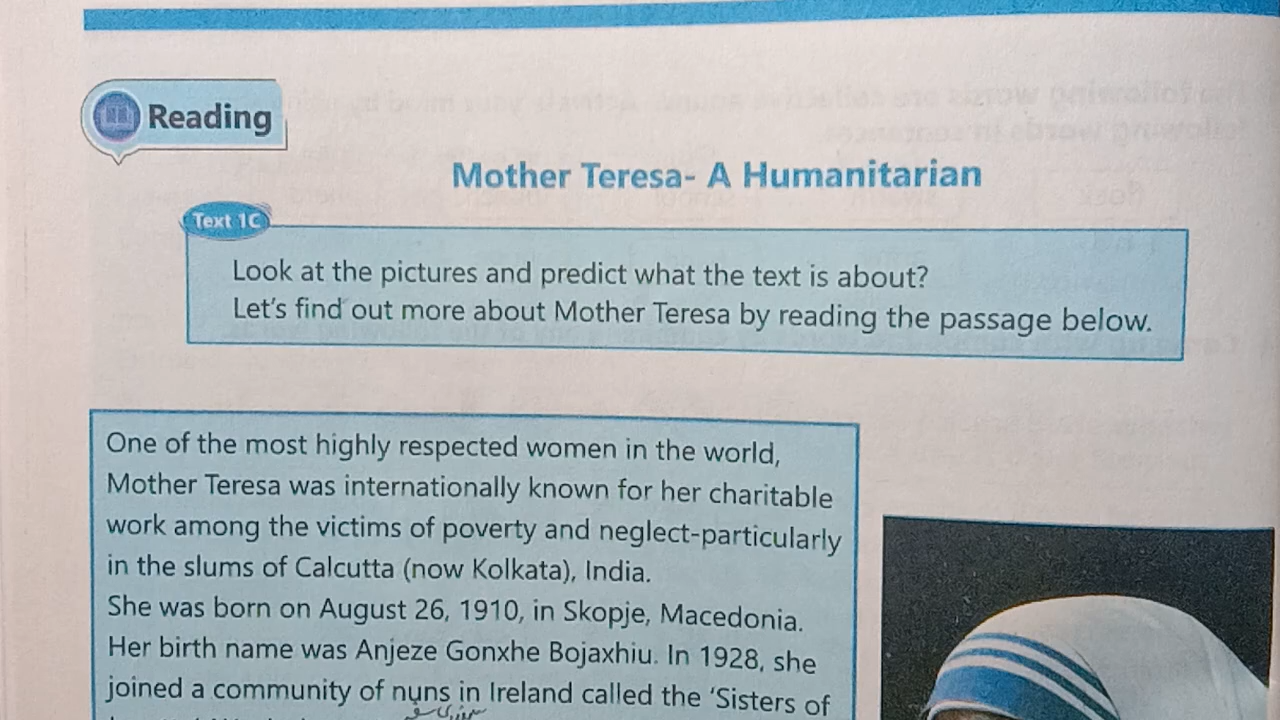 Reading
Mother Teresa- A Humanitarian
Text 1C
Look at the pictures and predict what the text is about?
Let's find out more about Mother Teresa by reading the passage below.
One of the most highly respected women in the world,
Mother Teresa was internationally known for her charitable
work among the victims of poverty and neglect-particularly
in the slums of Calcutta (now Kolkata), India.
She was born on August 26, 1910, in Skopje, Macedonia.
Her birth name was Anjeze Gonxhe Bojaxhiu. In 1928, she
joined a community of nuns in Ireland called the 'Sisters of